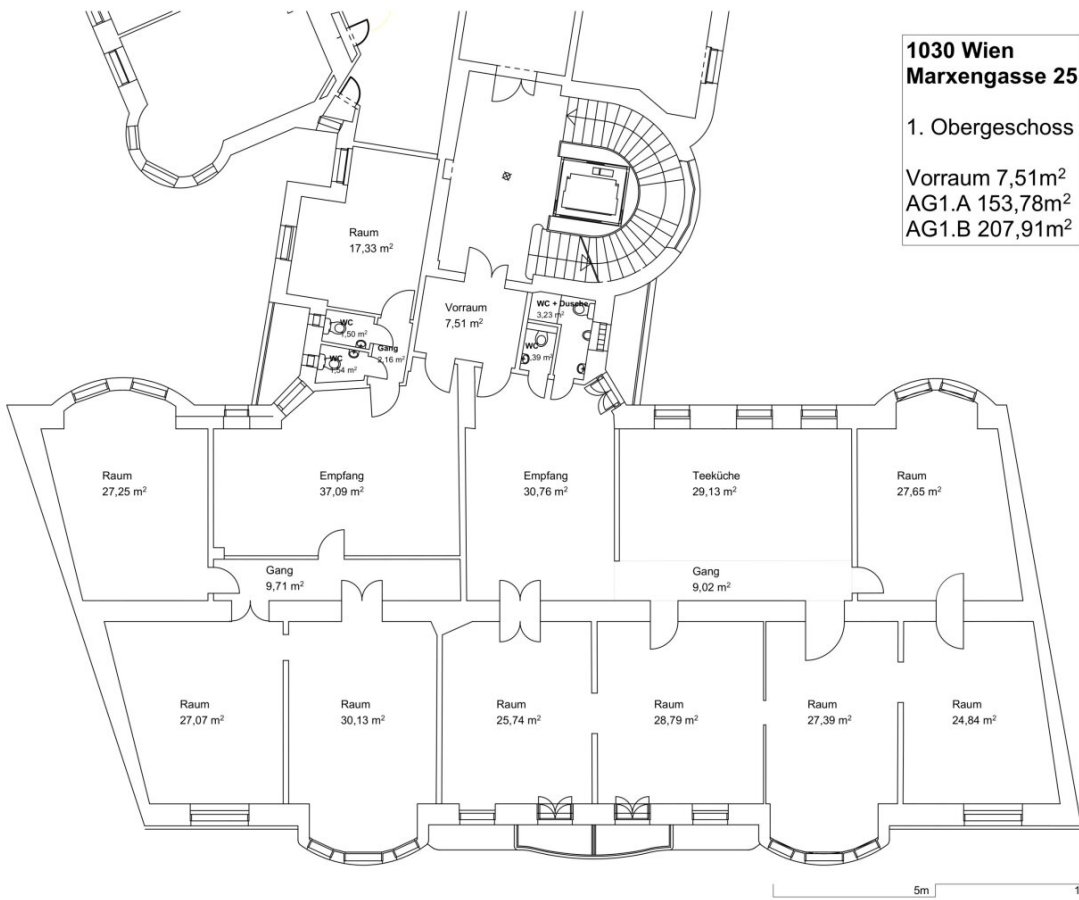 1030 Wien
Marxengasse 25
1. Obergeschoss
Vorraum 7,51m²
AG1.A 153,78m²
AG1.B 207,91m²
Raum
17,33 m²
Vorraum
7,51 m²
WC + Dusche
3,23 m²
WC
1,50 m²
Gang
2,16 m²
WC
1,54 m²
WC
,39 m²
Raum
27,25 m²
Empfang
37,09 m²
Empfang
30,76 m²
Teeküche
29,13 m²
Raum
27,65 m²
Gang
9,71 m²
Gang
9,02 m²
Raum
27,07 m²
Raum
30,13 m²
Raum
25,74 m²
Raum
28,79 m²
Raum
27,39 m²
Raum
24,84 m²
5m
1